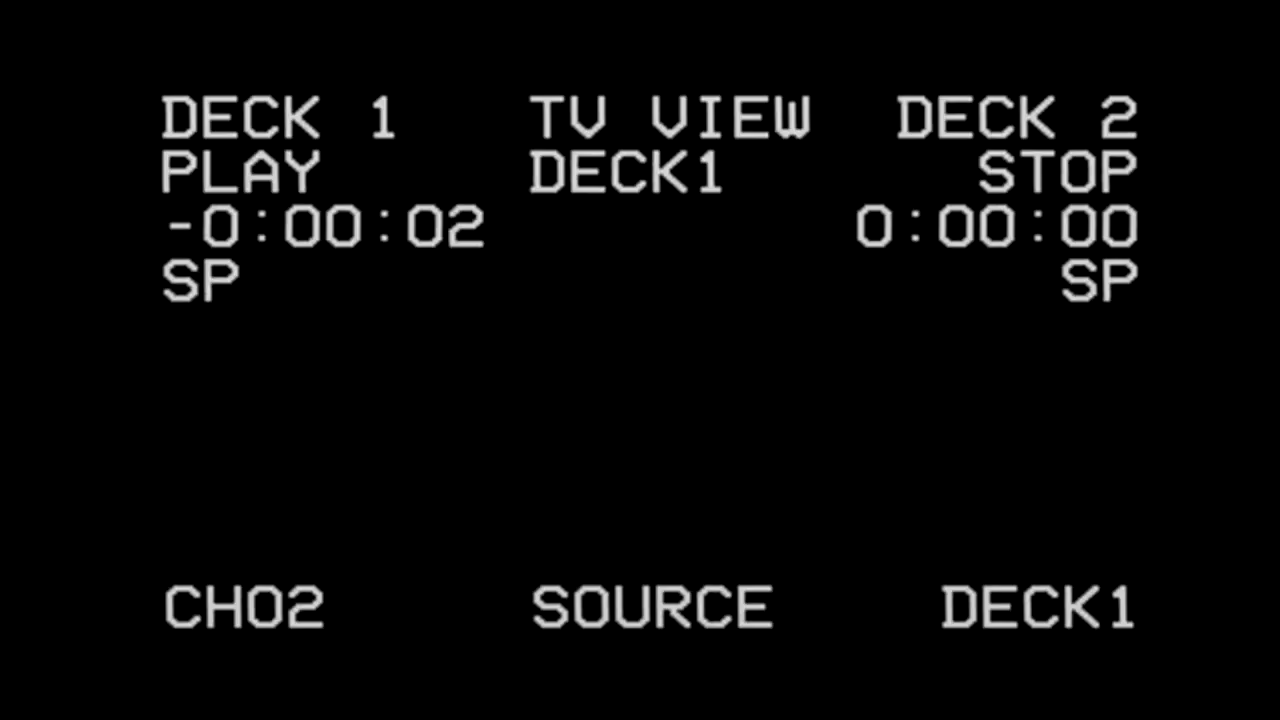 DECK 1 TV VIEW DECK 2
PLAY DECK1 STOP
-0:00:02 0:00:00
SP SP
CH02 SOURCE DECK1